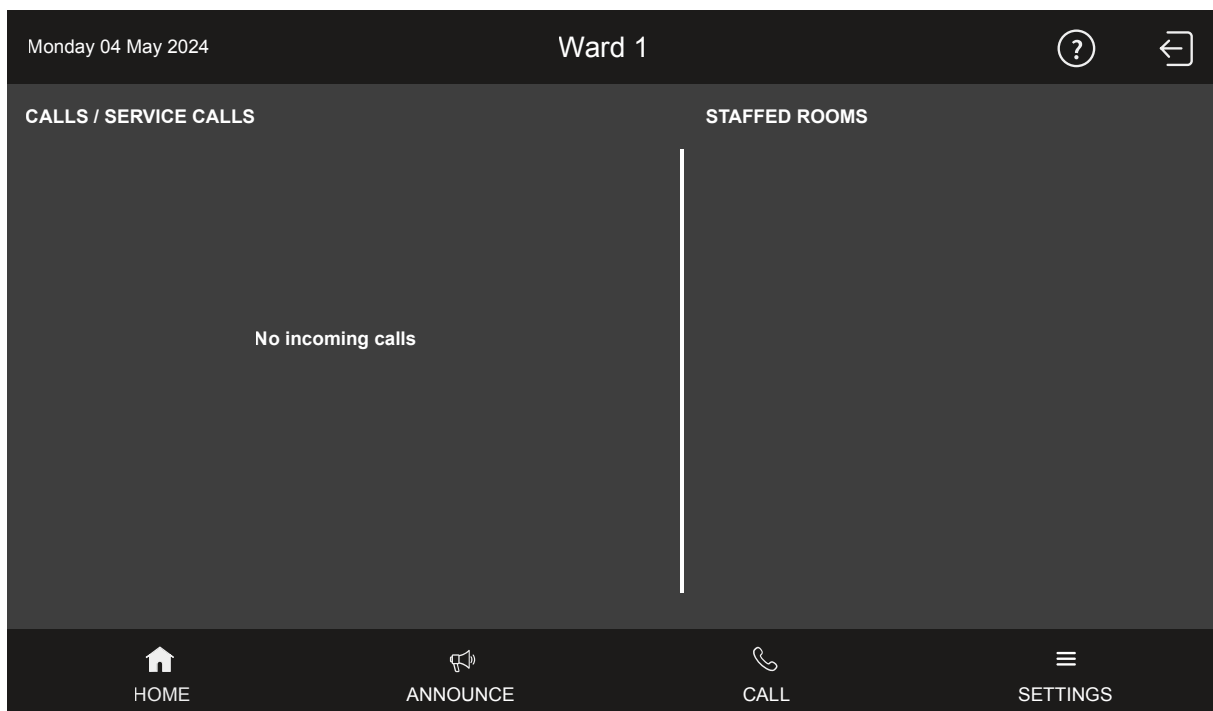 Monday 04 May 2024
Ward 1
?
CALLS / SERVICE CALLS
STAFFED ROOMS
No incoming calls
HOME
ANNOUNCE
CALL
SETTINGS